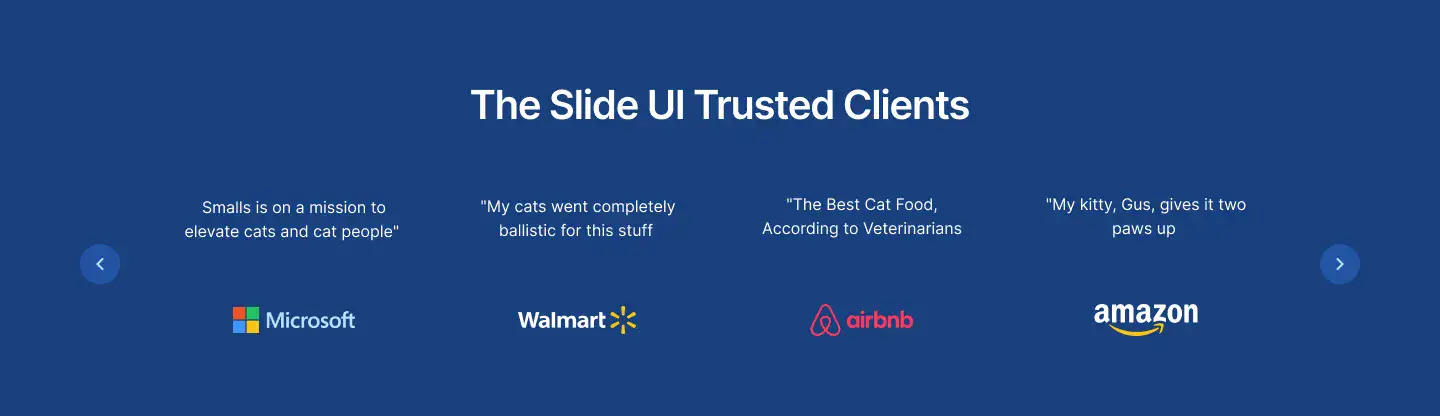 The Slide UI Trusted Clients
Smalls is on a mission to
elevate cats and cat people"
"My cats went completely
ballistic for this stuff
"The Best Cat Food,
According to Veterinarians
"My kitty, Gus, gives it two
paws up
Microsoft
Walmart
airbnb
amazon